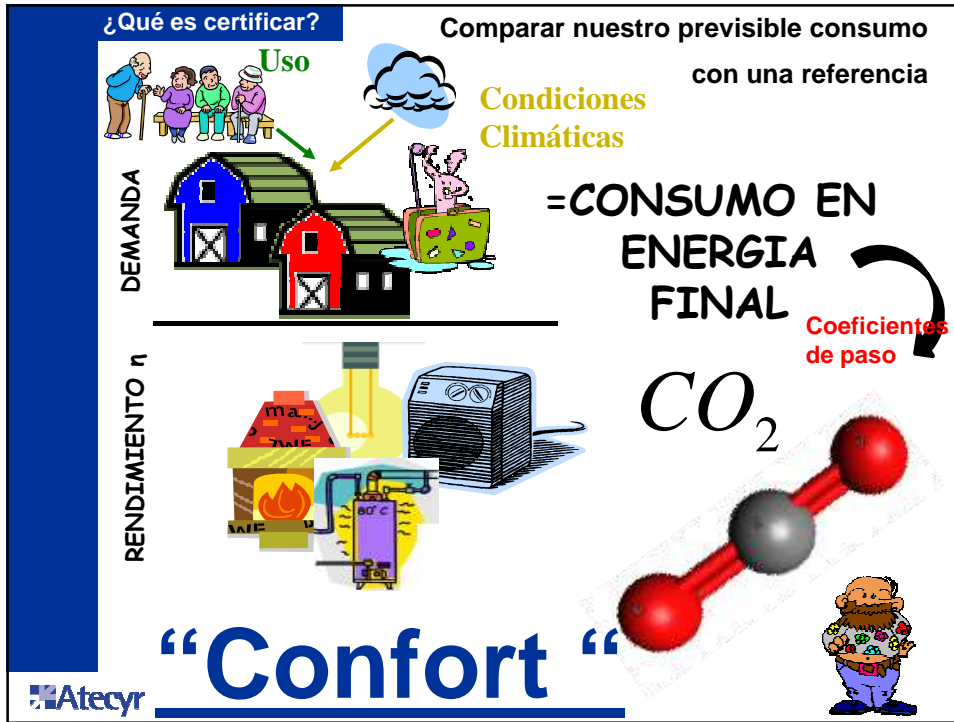 ¿Qué es certificar?
Comparar nuestro previsible consumo
con una referencia
Uso
Condiciones
Climáticas
DEMANDA
=CONSUMO EN
ENERGIA
FINAL
Coeficientes
de paso
RENDIMIENTO η
80° C
CO₂
“Confort “
Atecyr